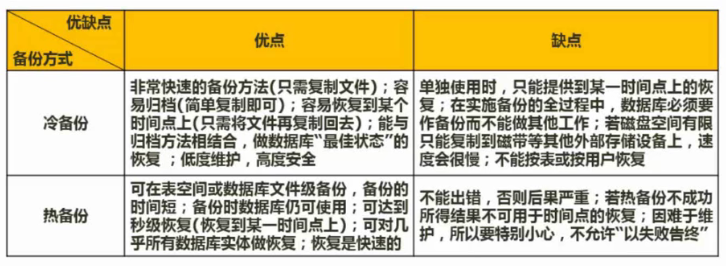 优缺点
备份方式
优点
缺点
冷备份
非常快速的备份方法(只需复制文件)；容
易归档(简单复制即可)；容易恢复到某个
时间点上(只需将文件再复制回去)；能与
归档方法相结合，做数据库“最佳状态”的
恢复；低度维护，高度安全
单独使用时，只能提供到某一时间点上的恢
复；在实施备份的全过程中，数据库必须要
作备份而不能做其他工作；若磁盘空间有限
只能复制到磁带等其他外部存储设备上，速
度会很慢；不能按表或按用户恢复
热备份
可在表空间或数据库文件级备份，备份的
时间短；备份时数据库仍可使用；可达到
秒级恢复(恢复到某一时间点上)；可对几
乎所有数据库实体做恢复；恢复是快速的
不能出错，否则后果严重；若热备份不成功
所得结果不可用于时间点的恢复；因难于维
护，所以要特别小心，不允许“以失败告终”